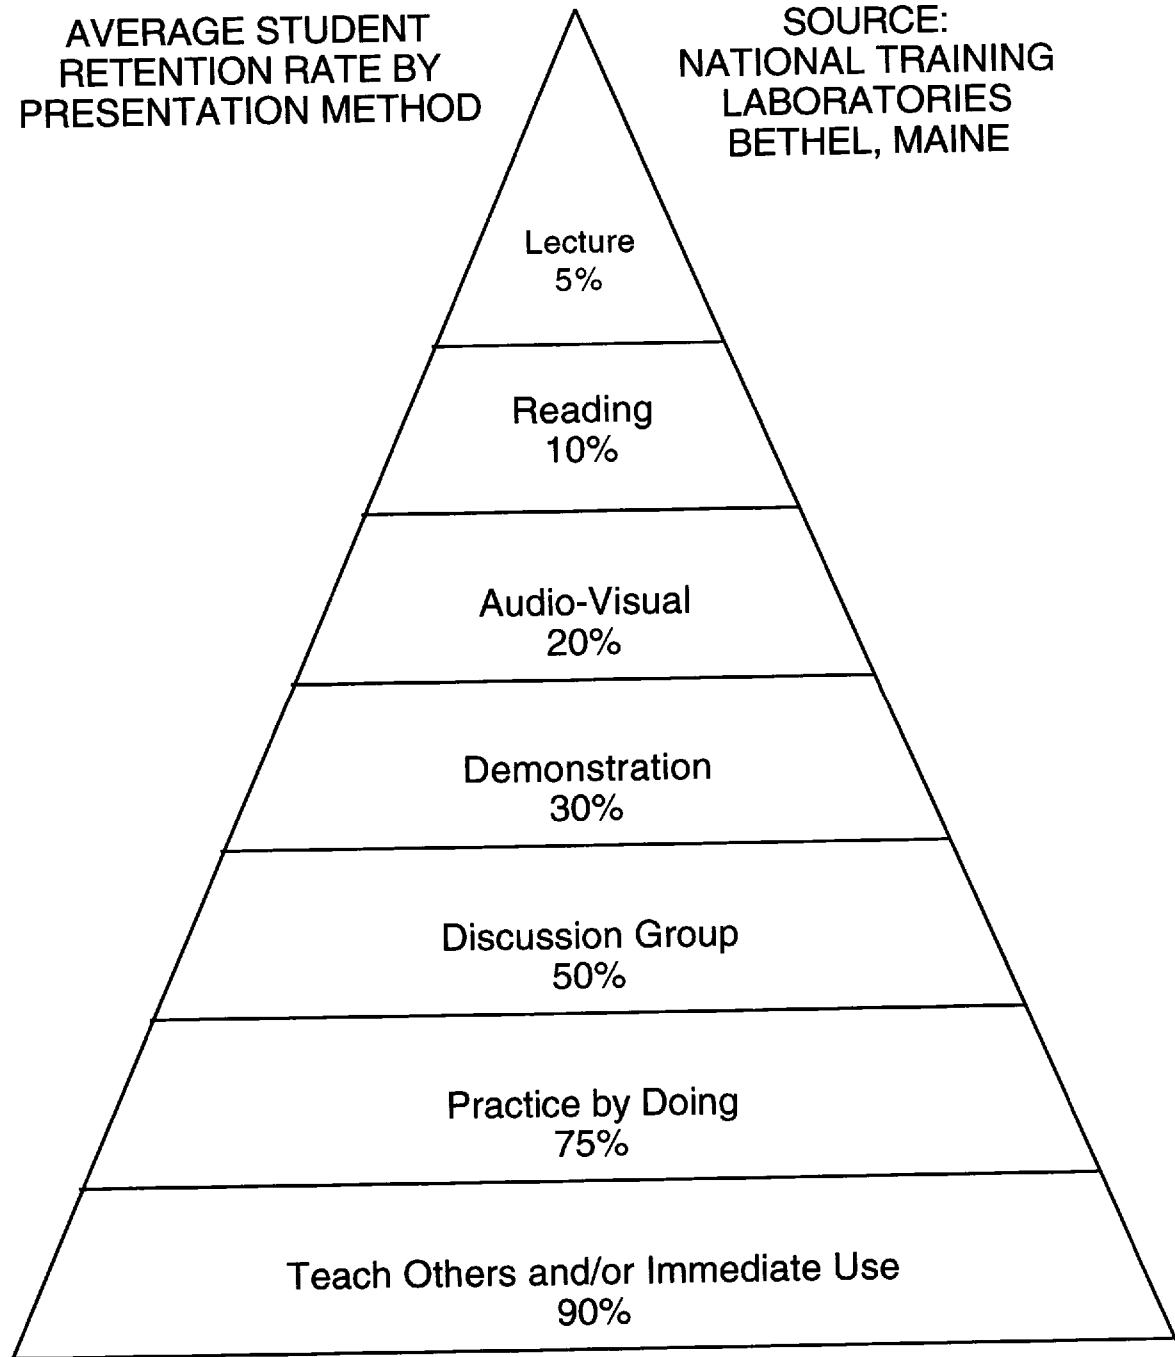 AVERAGE STUDENT
RETENTION RATE BY
PRESENTATION METHOD
SOURCE:
NATIONAL TRAINING
LABORATORIES
BETHEL, MAINE
Lecture
5%
Reading
10%
Audio-Visual
20%
Demonstration
30%
Discussion Group
50%
Practice by Doing
75%
Teach Others and/or Immediate Use
90%